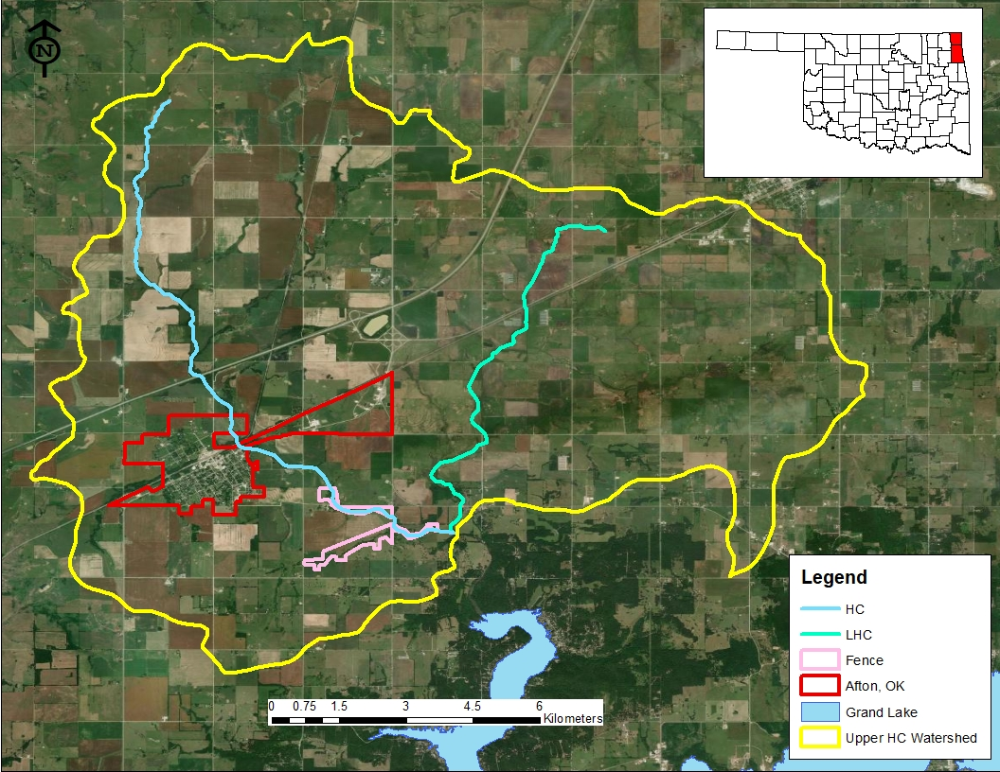 N
0 0.75 1.5 3 4.5 6
Kilometers
Legend
HC
LHC
Fence
Afton, OK
Grand Lake
Upper HC Watershed